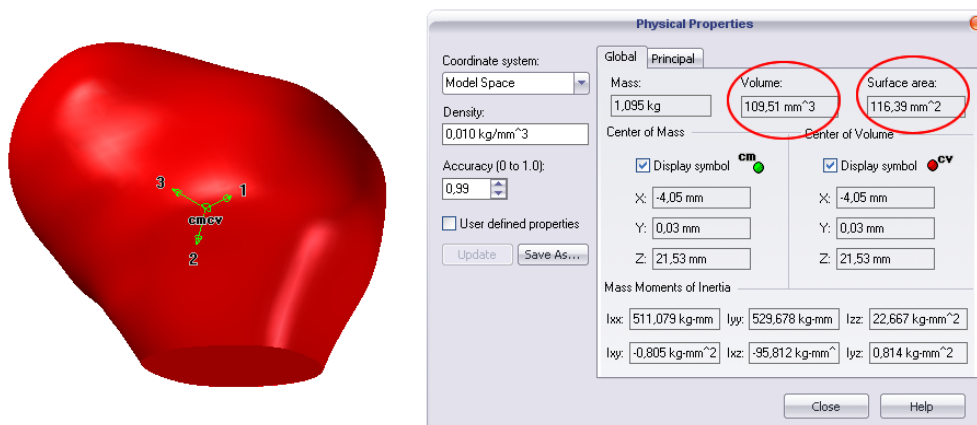 3
1
cmcv
2
Physical Properties
Coordinate system:
Model Space
Density:
0,010 kg/mm^3
Accuracy (0 to 1.0):
0,99
User defined properties
Update Save As...
Global Principal
Mass: Volume: Surface area:
1,095 kg 109,51 mm^3 116,39 mm^2
Center of Mass Center of Volume
Display symbol cm Display symbol cv
X: -4,05 mm X: -4,05 mm
Y: 0,03 mm Y: 0,03 mm
Z: 21,53 mm Z: 21,53 mm
Mass Moments of Inertia
Ixx: 511,079 kg-mm Iyy: 529,678 kg-mm Izz: 22,667 kg-mm^2
Ixy: -0,805 kg-mm^2 Ixz: -95,812 kg-mm^ Iyz: 0,814 kg-mm^2
Close Help